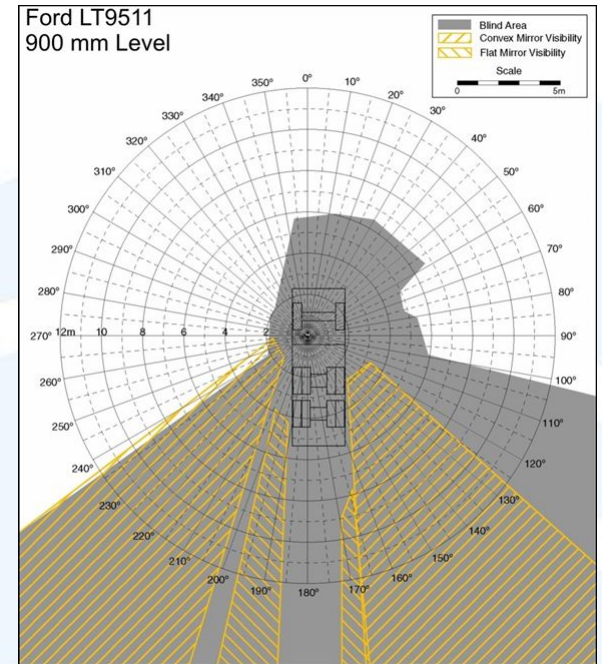 Ford LT9511
900 mm Level
Blind Area
Convex Mirror Visibility
Flat Mirror Visibility
Scale
0 5m
0°
350° 10°
340° 20°
330° 30°
320° 40°
310° 50°
300° 60°
290° 70°
280° 80°
270° 12m 10 8 6 4 2 90°
260° 100°
250° 110°
240° 120°
230° 130°
220° 140°
210° 150°
200° 160°
190° 180° 170°